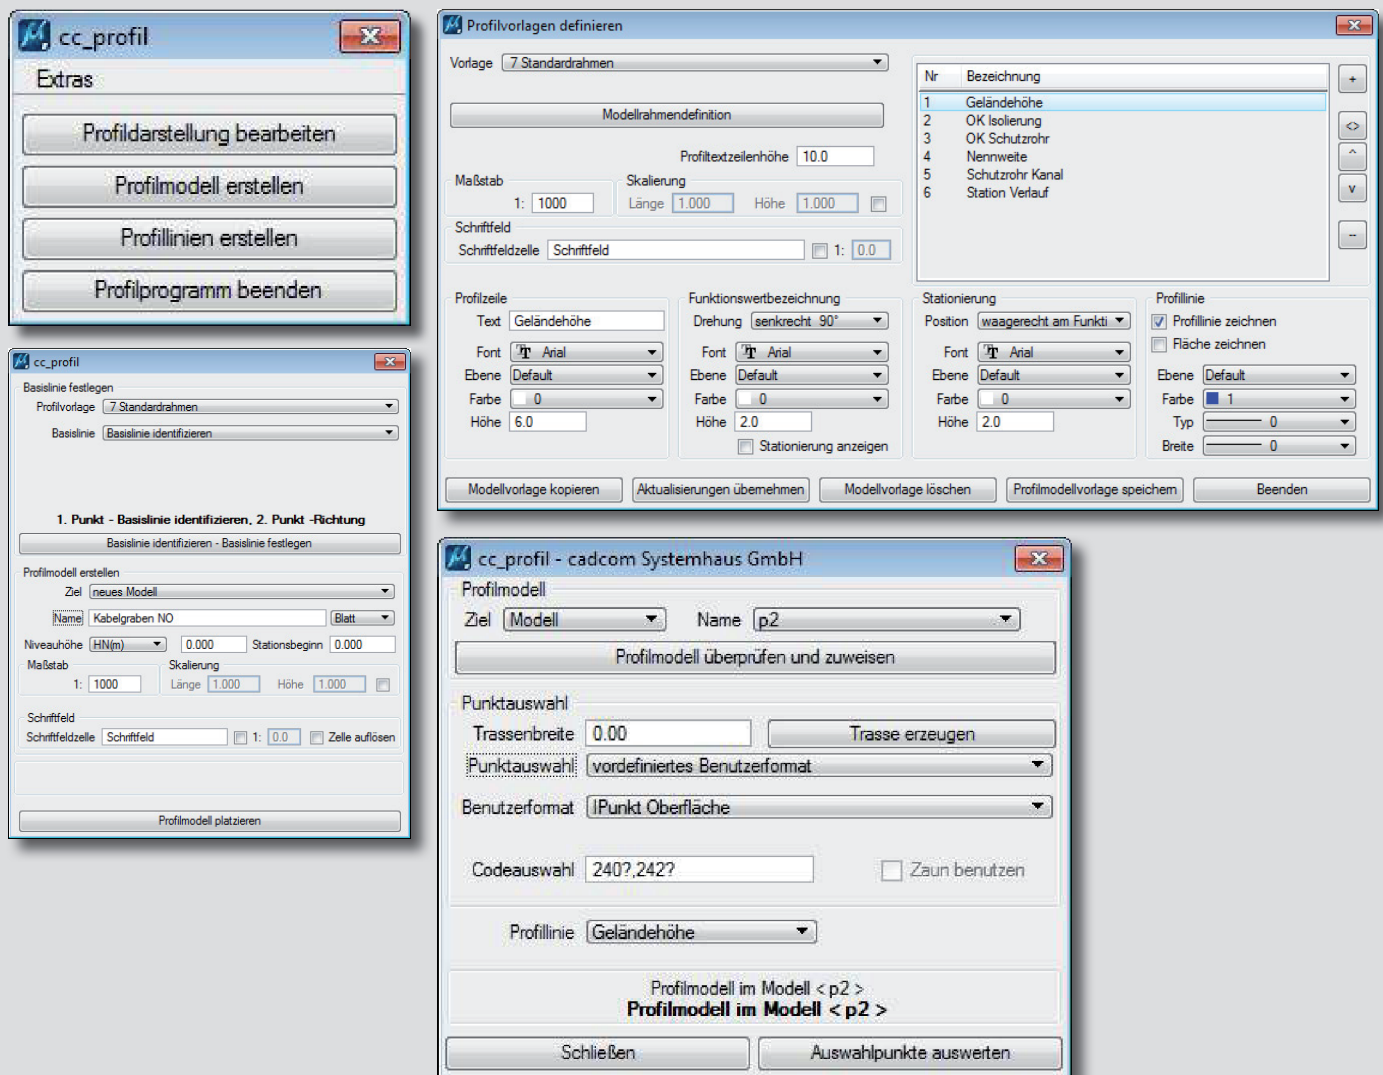 cc_profil
Extras
Profildarstellung bearbeiten
Profilmodell erstellen
Profillinien erstellen
Profilprogramm beenden
Profilvorlagen definieren
Vorlage 7 Standardrahmen
Modellrahmendefinition
Profiltextzeilenhöhe 10.0
Maßstab Skalierung
1: 1000 Länge 1.000 Höhe 1.000
Schriftfeld
Schriftfeldzelle Schriftfeld 1: 0.0
Nr Bezeichnung
1 Geländehöhe
2 OK Isolierung
3 OK Schutzrohr
4 Nennweite
5 Schutzrohr Kanal
6 Station Verlauf
+
<>
^
v
--
Profilzeile
Text Geländehöhe
Font Arial
Ebene Default
Farbe 0
Höhe 6.0
Funktionswertbezeichnung
Drehung senkrecht 90°
Font Arial
Ebene Default
Farbe 0
Höhe 2.0
Stationierung anzeigen
Stationierung
Position waagerecht am Funkti
Font Arial
Ebene Default
Farbe 0
Höhe 2.0
Profillinie
Profillinie zeichnen
Fläche zeichnen
Ebene Default
Farbe 1
Typ 0
Breite 0
Modellvorlage kopieren Aktualisierungen übernehmen Modellvorlage löschen Profilmodellvorlage speichern Beenden
cc_profil
Basislinie festlegen
Profilvorlage 7 Standardrahmen
Basislinie Basislinie identifizieren
1. Punkt - Basislinie identifizieren, 2. Punkt -Richtung
Basislinie identifizieren - Basislinie festlegen
Profilmodell erstellen
Ziel neues Modell
Name Kabelgraben NO Blatt
Niveauhöhe HN(m) 0.000 Stationsbeginn 0.000
Maßstab Skalierung
1: 1000 Länge 1.000 Höhe 1.000
Schriftfeld
Schriftfeldzelle Schriftfeld 1: 0.0 Zelle auflösen
Profilmodell platzieren
cc_profil - cadcom Systemhaus GmbH
Profilmodell
Ziel Modell Name p2
Profilmodell überprüfen und zuweisen
Punktauswahl
Trassenbreite 0.00 Trasse erzeugen
Punktauswahl vordefiniertes Benutzerformat
Benutzerformat IPunkt Oberfläche
Codeauswahl 240?,242? Zaun benutzen
Profillinie Geländehöhe
Profilmodell im Modell < p2 >
Profilmodell im Modell < p2 >
Schließen Auswahlpunkte auswerten